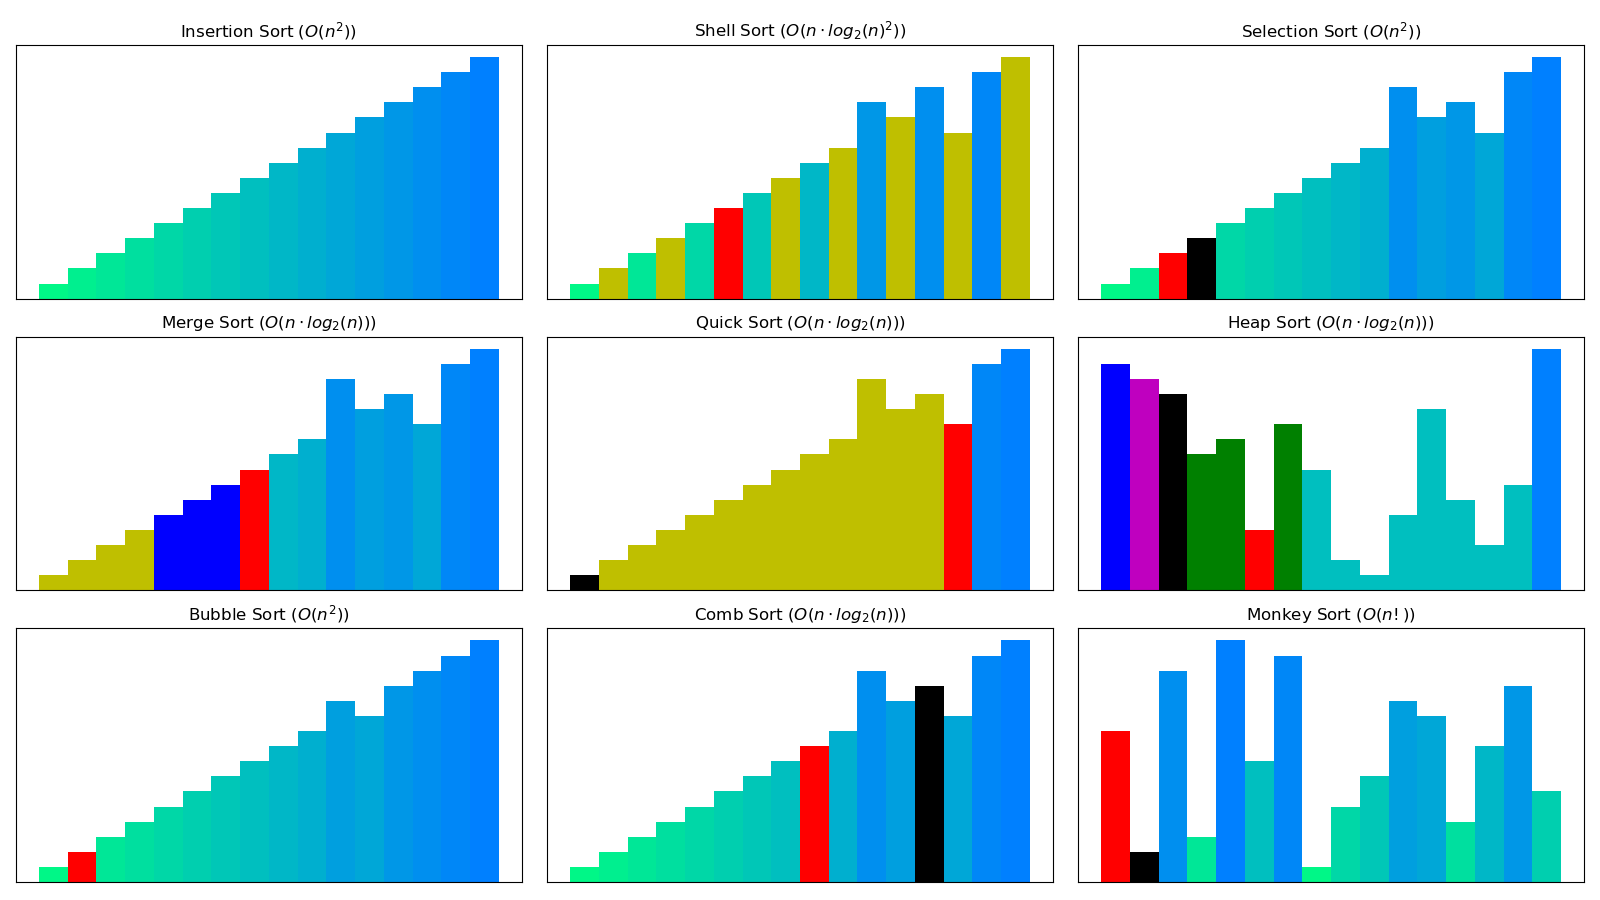 Insertion Sort (O(n²))
Shell Sort (O(n · log₂(n)²))
Selection Sort (O(n²))
Merge Sort (O(n · log₂(n)))
Quick Sort (O(n · log₂(n)))
Heap Sort (O(n · log₂(n)))
Bubble Sort (O(n²))
Comb Sort (O(n · log₂(n)))
Monkey Sort (O(n!))